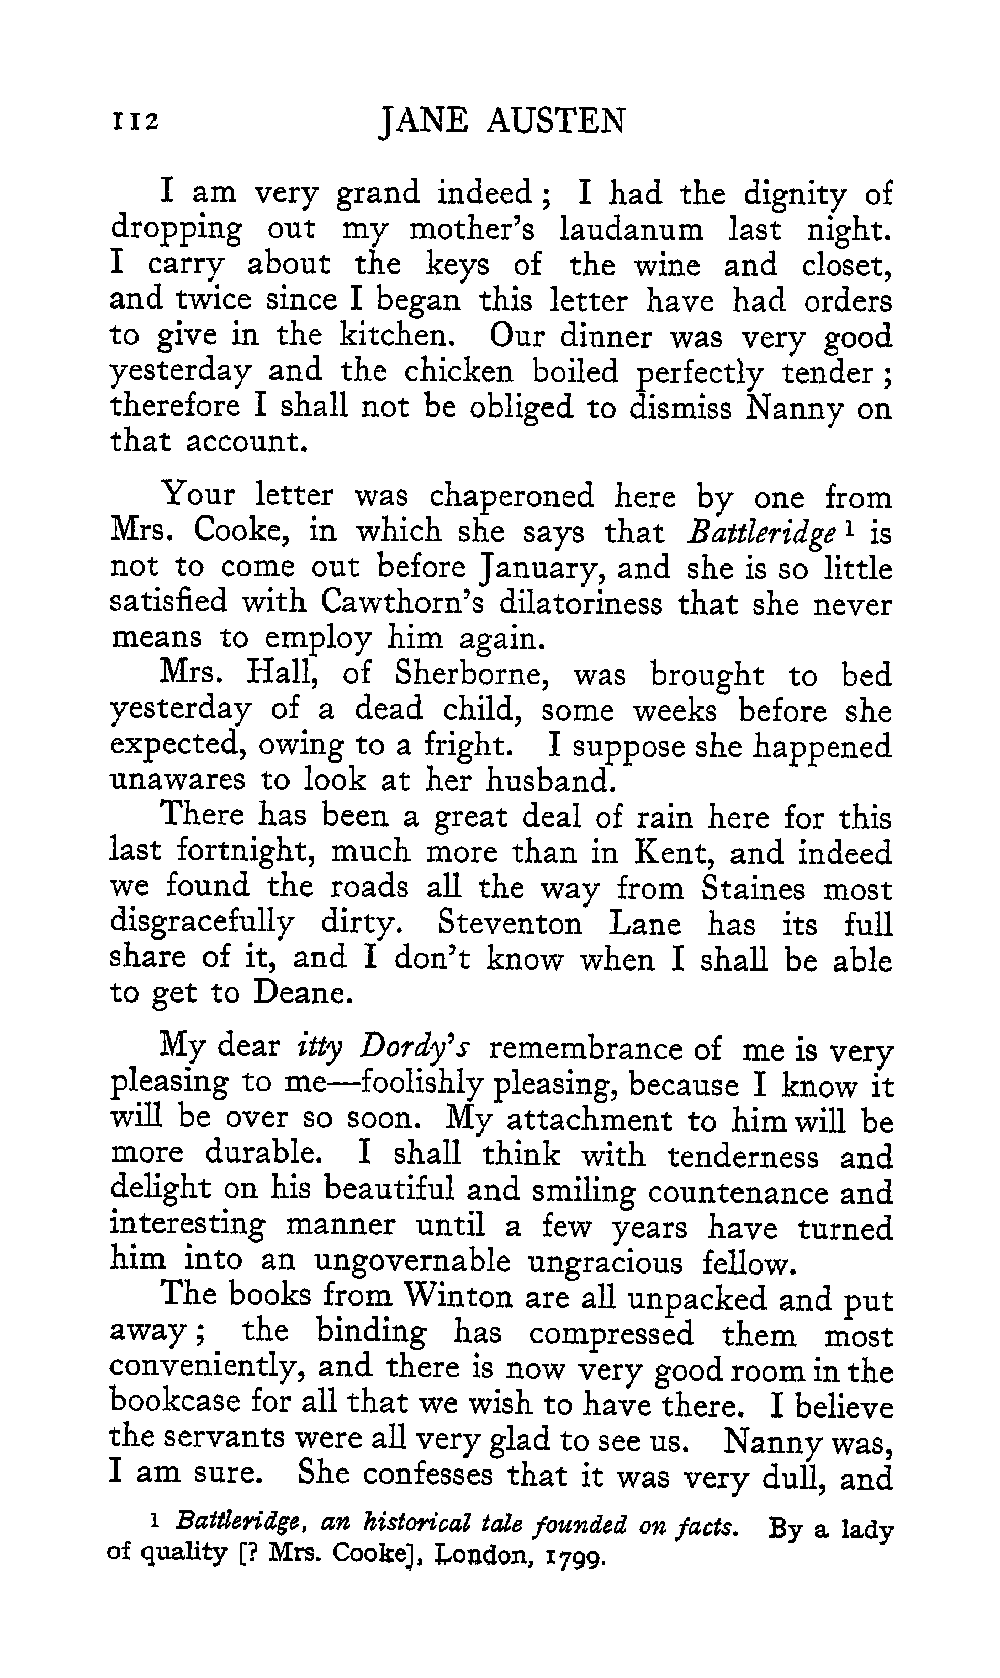 112 JANE AUSTEN
I am very grand indeed ; I had the dignity of
dropping out my mother's laudanum last night.
I carry about the keys of the wine and closet,
and twice since I began this letter have had orders
to give in the kitchen. Our dinner was very good
yesterday and the chicken boiled perfectly tender ;
therefore I shall not be obliged to dismiss Nanny on
that account.
Your letter was chaperoned here by one from
Mrs. Cooke, in which she says that Battleridge 1 is
not to come out before January, and she is so little
satisfied with Cawthorn's dilatoriness that she never
means to employ him again.
Mrs. Hall, of Sherborne, was brought to bed
yesterday of a dead child, some weeks before she
expected, owing to a fright. I suppose she happened
unawares to look at her husband.
There has been a great deal of rain here for this
last fortnight, much more than in Kent, and indeed
we found the roads all the way from Staines most
disgracefully dirty. Steventon Lane has its full
share of it, and I don't know when I shall be able
to get to Deane.
My dear itty Dordy's remembrance of me is very
pleasing to me—foolishly pleasing, because I know it
will be over so soon. My attachment to him will be
more durable. I shall think with tenderness and
delight on his beautiful and smiling countenance and
interesting manner until a few years have turned
him into an ungovernable ungracious fellow.
The books from Winton are all unpacked and put
away ; the binding has compressed them most
conveniently, and there is now very good room in the
bookcase for all that we wish to have there. I believe
the servants were all very glad to see us. Nanny was,
I am sure. She confesses that it was very dull, and
1 Battleridge, an historical tale founded on facts. By a lady
of quality [? Mrs. Cooke], London, 1799.